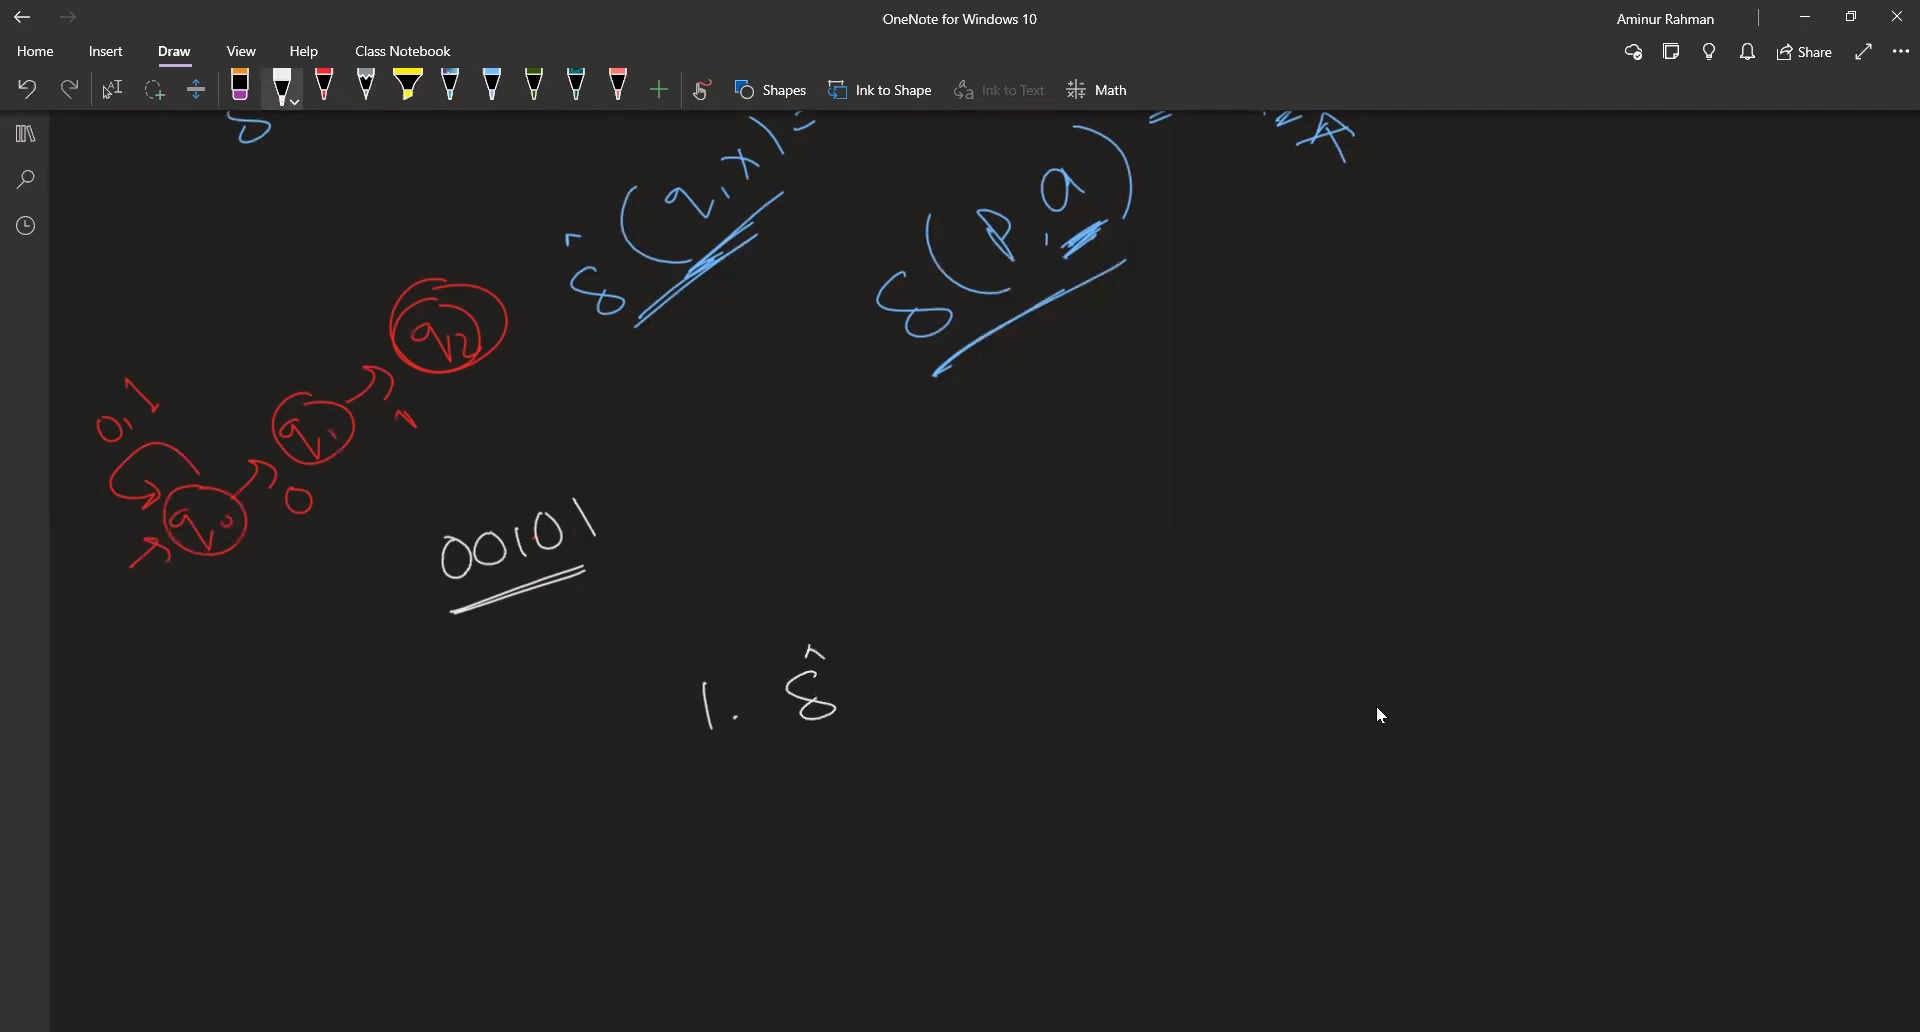 OneNote for Windows 10
Aminur Rahman
Home Insert Draw View Help Class Notebook
Share
Shapes Ink to Shape Ink to Text Math
δ
δ̂(q, x) =
δ(p, a) =
0, 1
q0
0
q1
1
q2
00101
1. δ̂